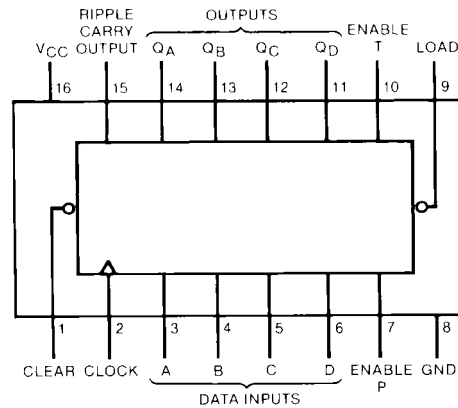 RIPPLE
CARRY
OUTPUT
OUTPUTS
ENABLE
T
VCC QA QB QC QD LOAD
16 15 14 13 12 11 10 9
1 2 3 4 5 6 7 8
CLEAR CLOCK A B C D ENABLE
P
GND
DATA INPUTS